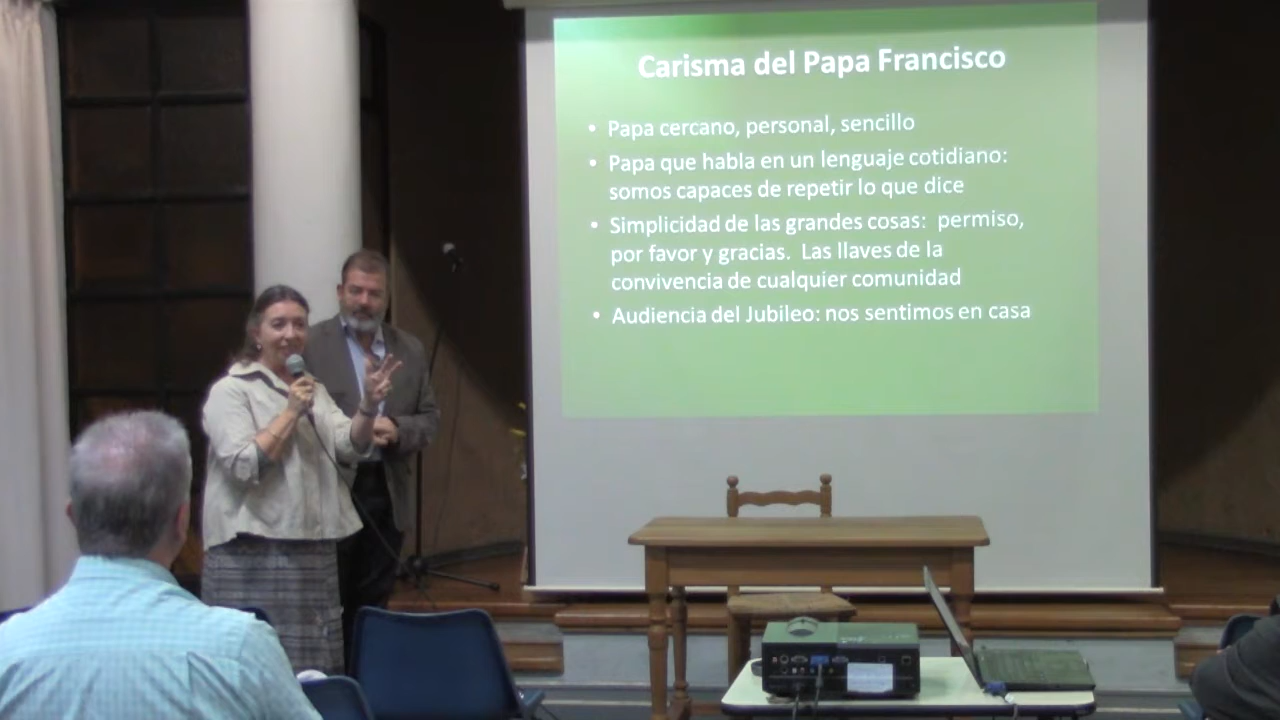 Carisma del Papa Francisco
• Papa cercano, personal, sencillo
• Papa que habla en un lenguaje cotidiano:
somos capaces de repetir lo que dice
• Simplicidad de las grandes cosas: permiso,
por favor y gracias. Las llaves de la
convivencia de cualquier comunidad
• Audiencia del Jubileo: nos sentimos en casa